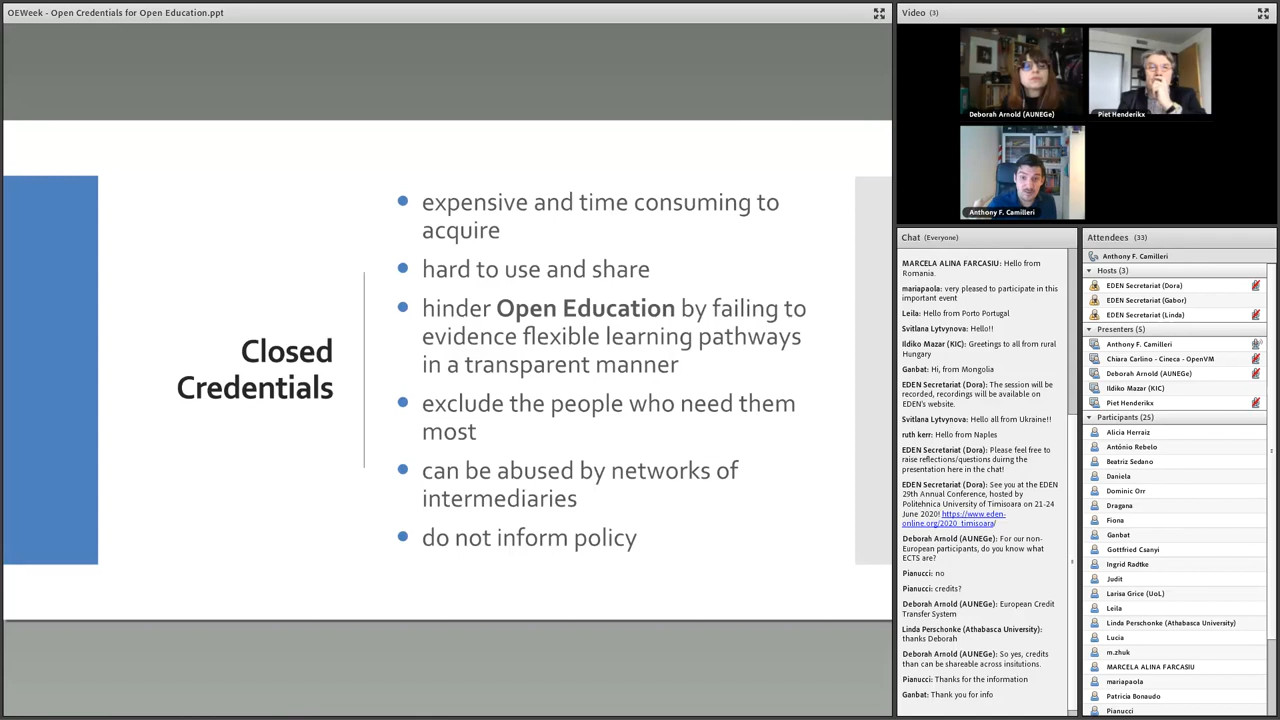 OEWeek - Open Credentials for Open Education.ppt
Closed
Credentials
expensive and time consuming to
acquire
hard to use and share
hinder Open Education by failing to
evidence flexible learning pathways
in a transparent manner
exclude the people who need them
most
can be abused by networks of
intermediaries
do not inform policy
Video (3)
Deborah Arnold (AUNEGe)
Piet Henderikx
Anthony F. Camilleri
Chat (Everyone)
MARCELA ALINA FARCASIU: Hello from
Romania.
mariapaola: very pleased to participate in this
important event
Leila: Hello from Porto Portugal
Svitlana Lytvynova: Hello!!
Ildiko Mazar (KIC): Greetings to all from rural
Hungary
Ganbat: Hi, from Mongolia
EDEN Secretariat (Dora): The session will be
recorded, recordings will be available on
EDEN's website.
Svitlana Lytvynova: Hello all from Ukraine!!
ruth kerr: Hello from Naples
EDEN Secretariat (Dora): Please feel free to
raise reflections/questions during the
presentation here in the chat!
EDEN Secretariat (Dora): See you at the EDEN
29th Annual Conference, hosted by
Politehnica University of Timisoara on 21-24
June 2020! https://www.eden-
online.org/2020_timisoara/
Deborah Arnold (AUNEGe): For our non-
European participants, do you know what
ECTS are?
Pianucci: no
Pianucci: credits?
Deborah Arnold (AUNEGe): European Credit
Transfer System
Linda Perschonke (Athabasca University):
thanks Deborah
Deborah Arnold (AUNEGe): So yes, credits
than can be shareable across insitutions.
Pianucci: Thanks for the information
Ganbat: Thank you for info
Attendees (33)
Anthony F. Camilleri
Hosts (3)
EDEN Secretariat (Dora)
EDEN Secretariat (Gabor)
EDEN Secretariat (Linda)
Presenters (5)
Anthony F. Camilleri
Chiara Carlino - Cineca - OpenVM
Deborah Arnold (AUNEGe)
Ildiko Mazar (KIC)
Piet Henderikx
Participants (25)
Alicia Herraiz
António Rebelo
Beatriz Sedano
Daniela
Dominic Orr
Dragana
Fiona
Ganbat
Gottfried Csanyi
Ingrid Radtke
Judit
Larisa Grice (UoL)
Leila
Linda Perschonke (Athabasca University)
Lucia
m.zhuk
MARCELA ALINA FARCASIU
mariapaola
Patricia Bonaudo
Pianucci